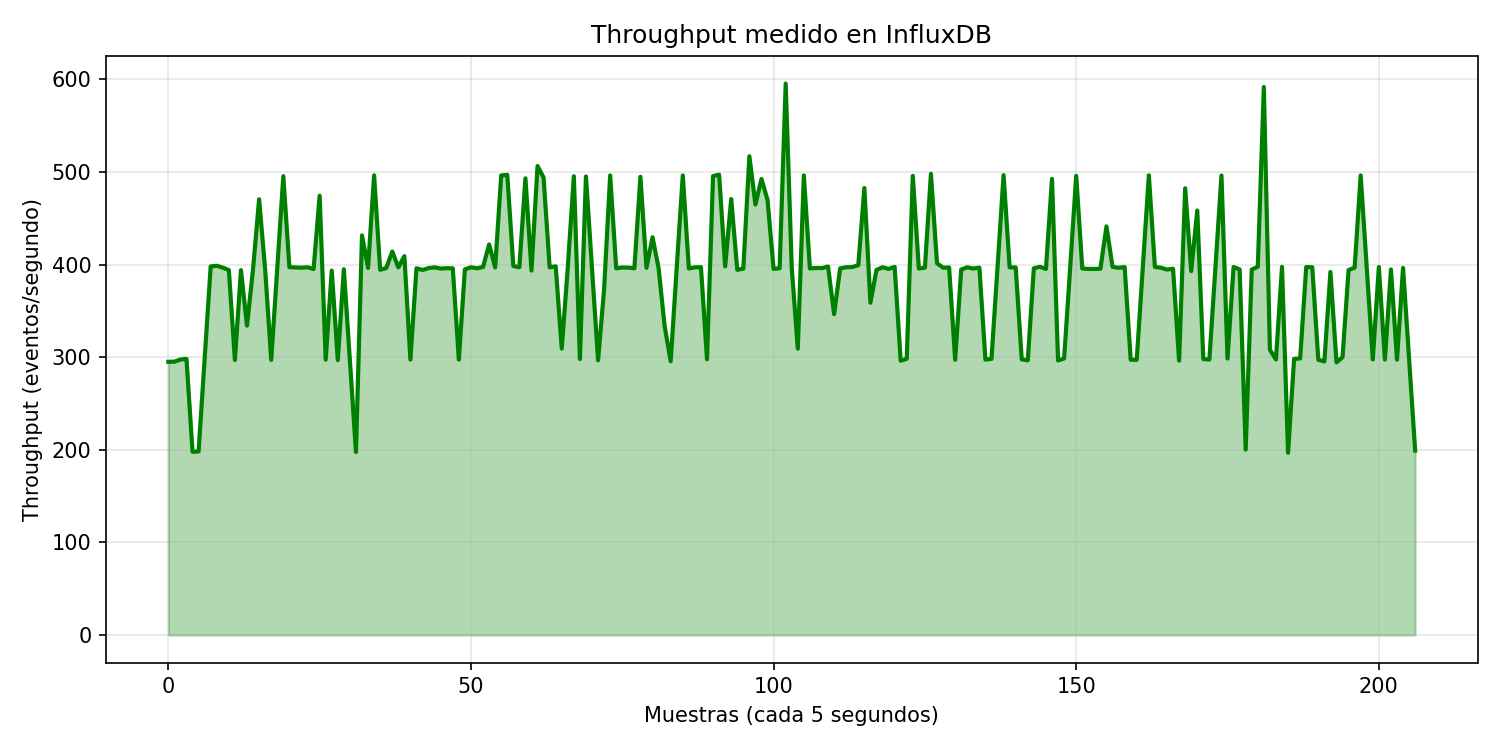 Throughput medido en InfluxDB
Throughput (eventos/segundo)
600
500
400
300
200
100
0
0 50 100 150 200
Muestras (cada 5 segundos)